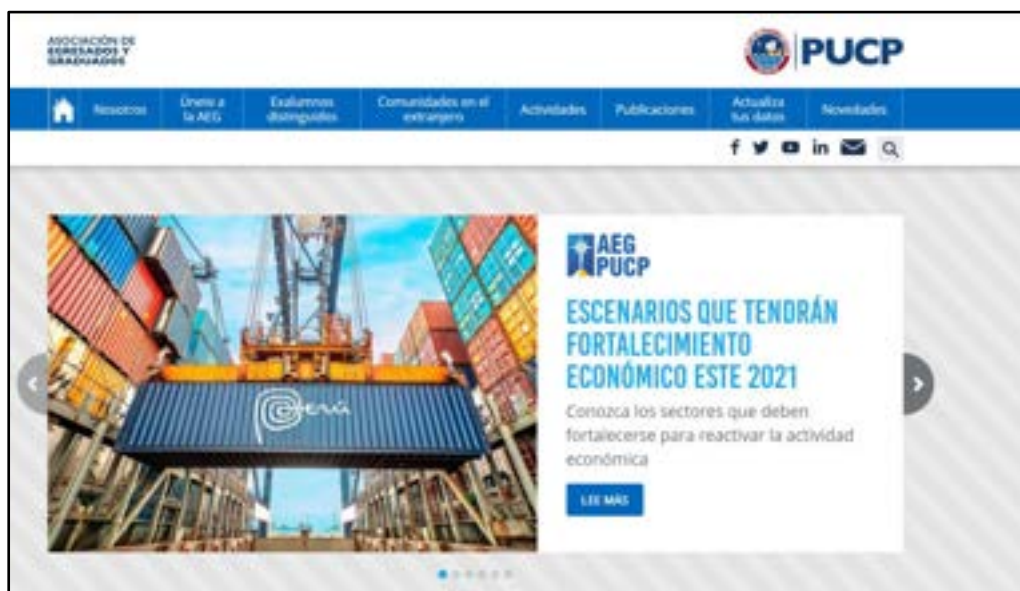 ASOCIACIÓN DE
EGRESADOS Y
GRADUADOS
PUCP
Nosotros
Únete a
la AEG
Exalumnos
distinguidos
Comunidades en el
extranjero
Actividades
Publicaciones
Actualiza
tus datos
Novedades
AEG
PUCP
ESCENARIOS QUE TENDRÁN
FORTALECIMIENTO
ECONÓMICO ESTE 2021
Conozca los sectores que deben
fortalecerse para reactivar la actividad
económica
LEE MÁS
Perú